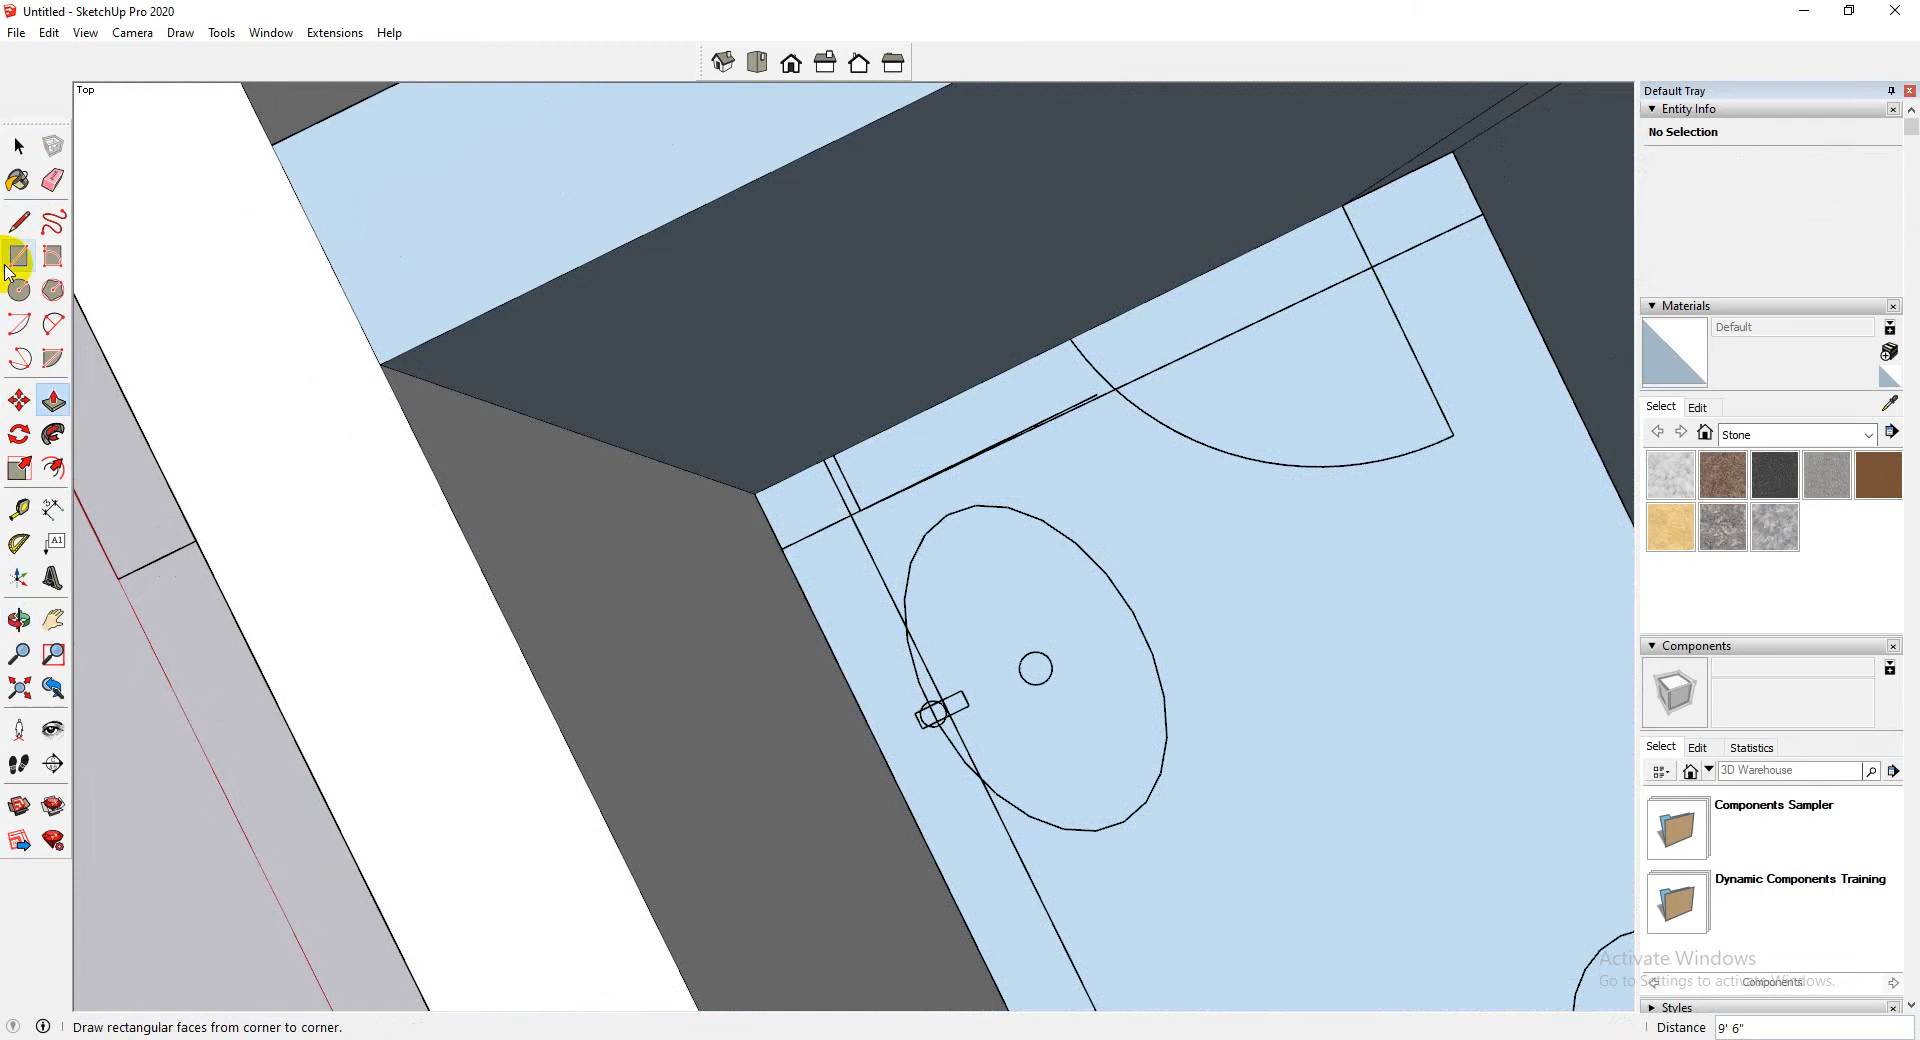 Untitled - SketchUp Pro 2020
File Edit View Camera Draw Tools Window Extensions Help
Top
Default Tray
Entity Info
No Selection
Materials
Default
Select Edit
Stone
Components
Select Edit Statistics
3D Warehouse
Components Sampler
Dynamic Components Training
Activate Windows
Go to Settings to activate Windows.
Components
Styles
A1
Draw rectangular faces from corner to corner.
Distance 9' 6"